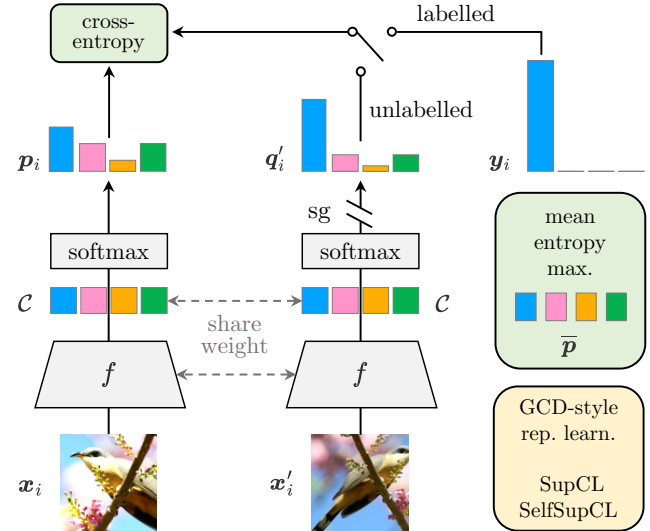 cross-
entropy
labelled
unlabelled
p_i
q′_i
y_i
sg
softmax
softmax
mean
entropy
max.
p̅
C
C
share
weight
f
f
GCD-style
rep. learn.
SupCL
SelfSupCL
x_i
x′_i